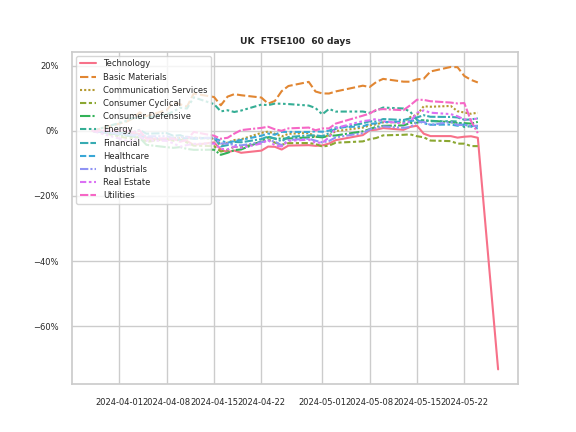 UK FTSE100 60 days
20%
0%
−20%
−40%
−60%
Technology
Basic Materials
Communication Services
Consumer Cyclical
Consumer Defensive
Energy
Financial
Healthcare
Industrials
Real Estate
Utilities
2024-04-01 2024-04-08 2024-04-15 2024-04-22 2024-05-01 2024-05-08 2024-05-15 2024-05-22